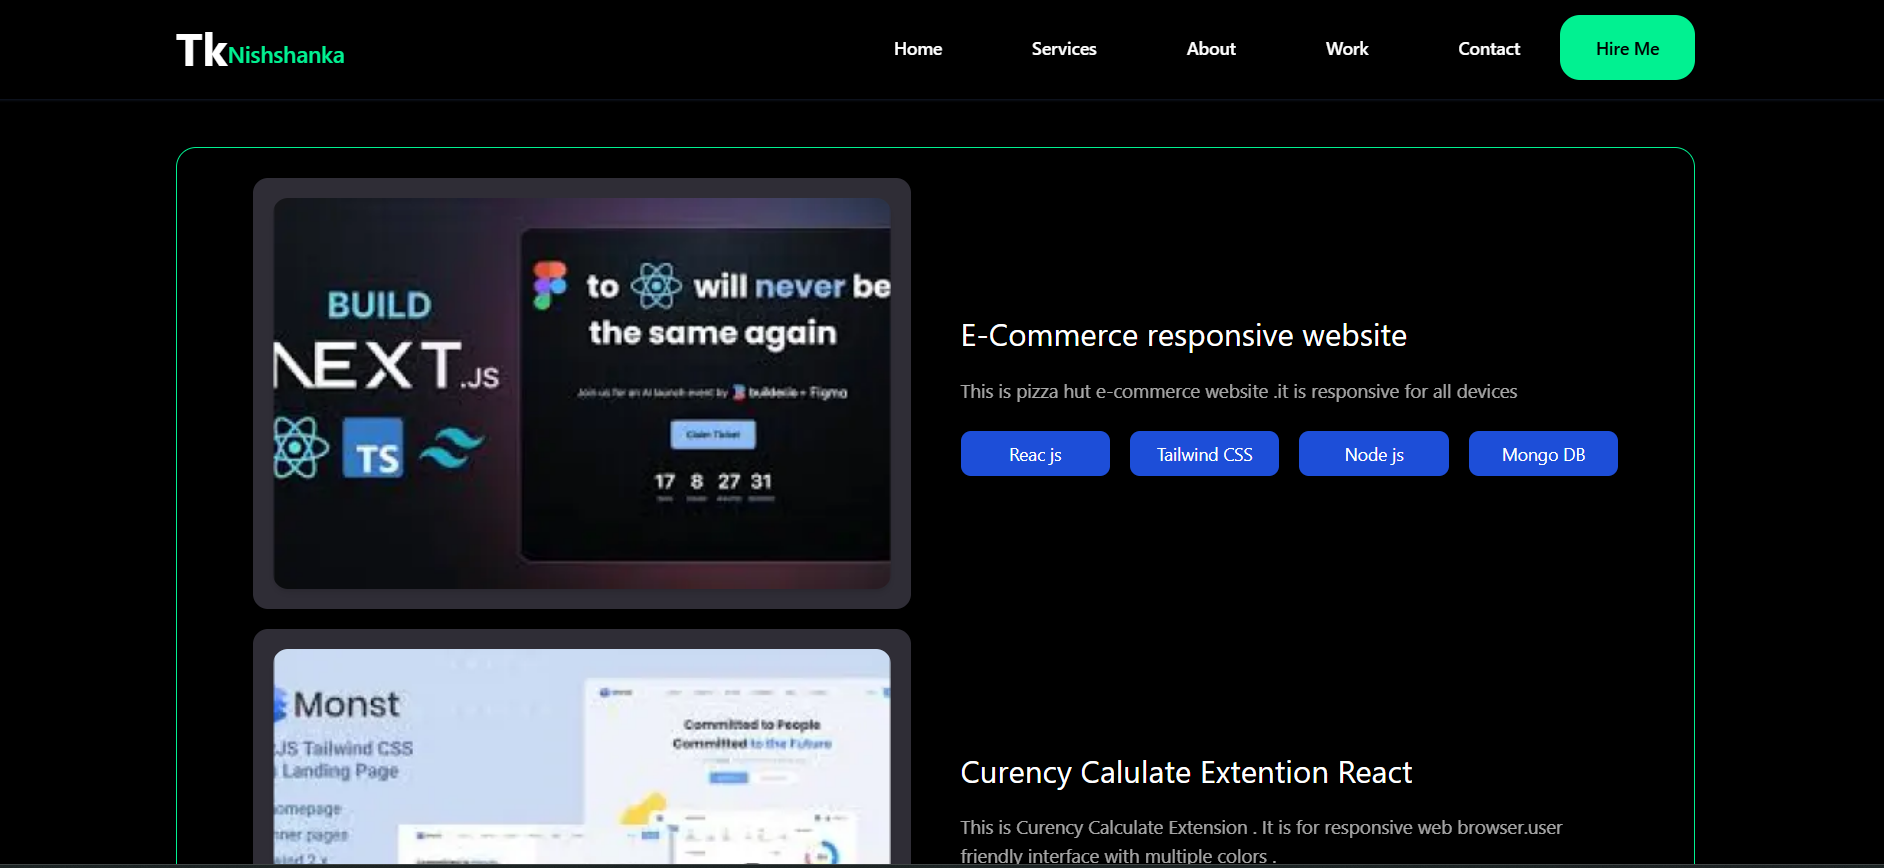 TkNishshanka
Home Services About Work Contact Hire Me
BUILD
NEXT.JS
TS
to will never be
the same again
Join us for an AI launch event by builder.io + Figma
Claim Ticket
17 8 27 31
E-Commerce responsive website
This is pizza hut e-commerce website .it is responsive for all devices
Reac js Tailwind CSS Node js Mongo DB
Monst
JS Tailwind CSS
Landing Page
omepage
ner pages
wind 2.x
Committed to People
Committed to the Future
Curency Calulate Extention React
This is Curency Calculate Extension . It is for responsive web browser.user
friendly interface with multiple colors .